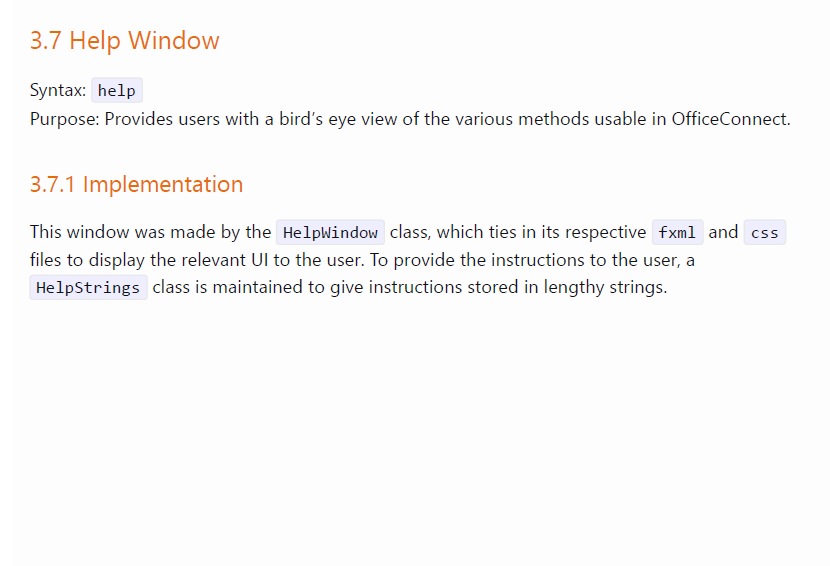 3.7 Help Window
Syntax: help
Purpose: Provides users with a bird’s eye view of the various methods usable in OfficeConnect.
3.7.1 Implementation
This window was made by the HelpWindow class, which ties in its respective fxml and css
files to display the relevant UI to the user. To provide the instructions to the user, a
HelpStrings class is maintained to give instructions stored in lengthy strings.